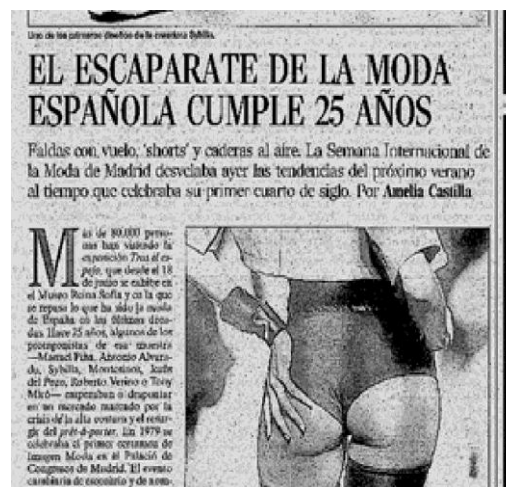 Uno de los primeros diseños de la creadora Sybilla.
EL ESCAPARATE DE LA MODA
ESPAÑOLA CUMPLE 25 AÑOS
Faldas con vuelo, 'shorts' y caderas al aire. La Semana Internacional de
la Moda de Madrid desvelaba ayer las tendencias del próximo verano
al tiempo que celebraba su primer cuarto de siglo. Por Amelia Castilla
Más de 80.000 perso-
nas han visitado la
exposición Tras el es-
pejo, que desde el 18
de junio se exhibe en
el Museo Reina Sofía y en la que
se repasa lo que ha sido la moda
de España en las últimas déca-
das. Hace 25 años, algunos de los
protagonistas de esa muestra
—Manuel Piña, Antonio Alvara-
do, Sybilla, Montesinos, Jesús
del Pozo, Roberto Verino o Tony
Miró— empezaban a despuntar
en un mercado marcado por la
crisis de la alta costura y el resur-
gir del prêt-à-porter. En 1979 se
celebraba el primer certamen de
Imagen Moda en el Palacio de
Congresos de Madrid. El evento
cambiaría de escenario y de nom-